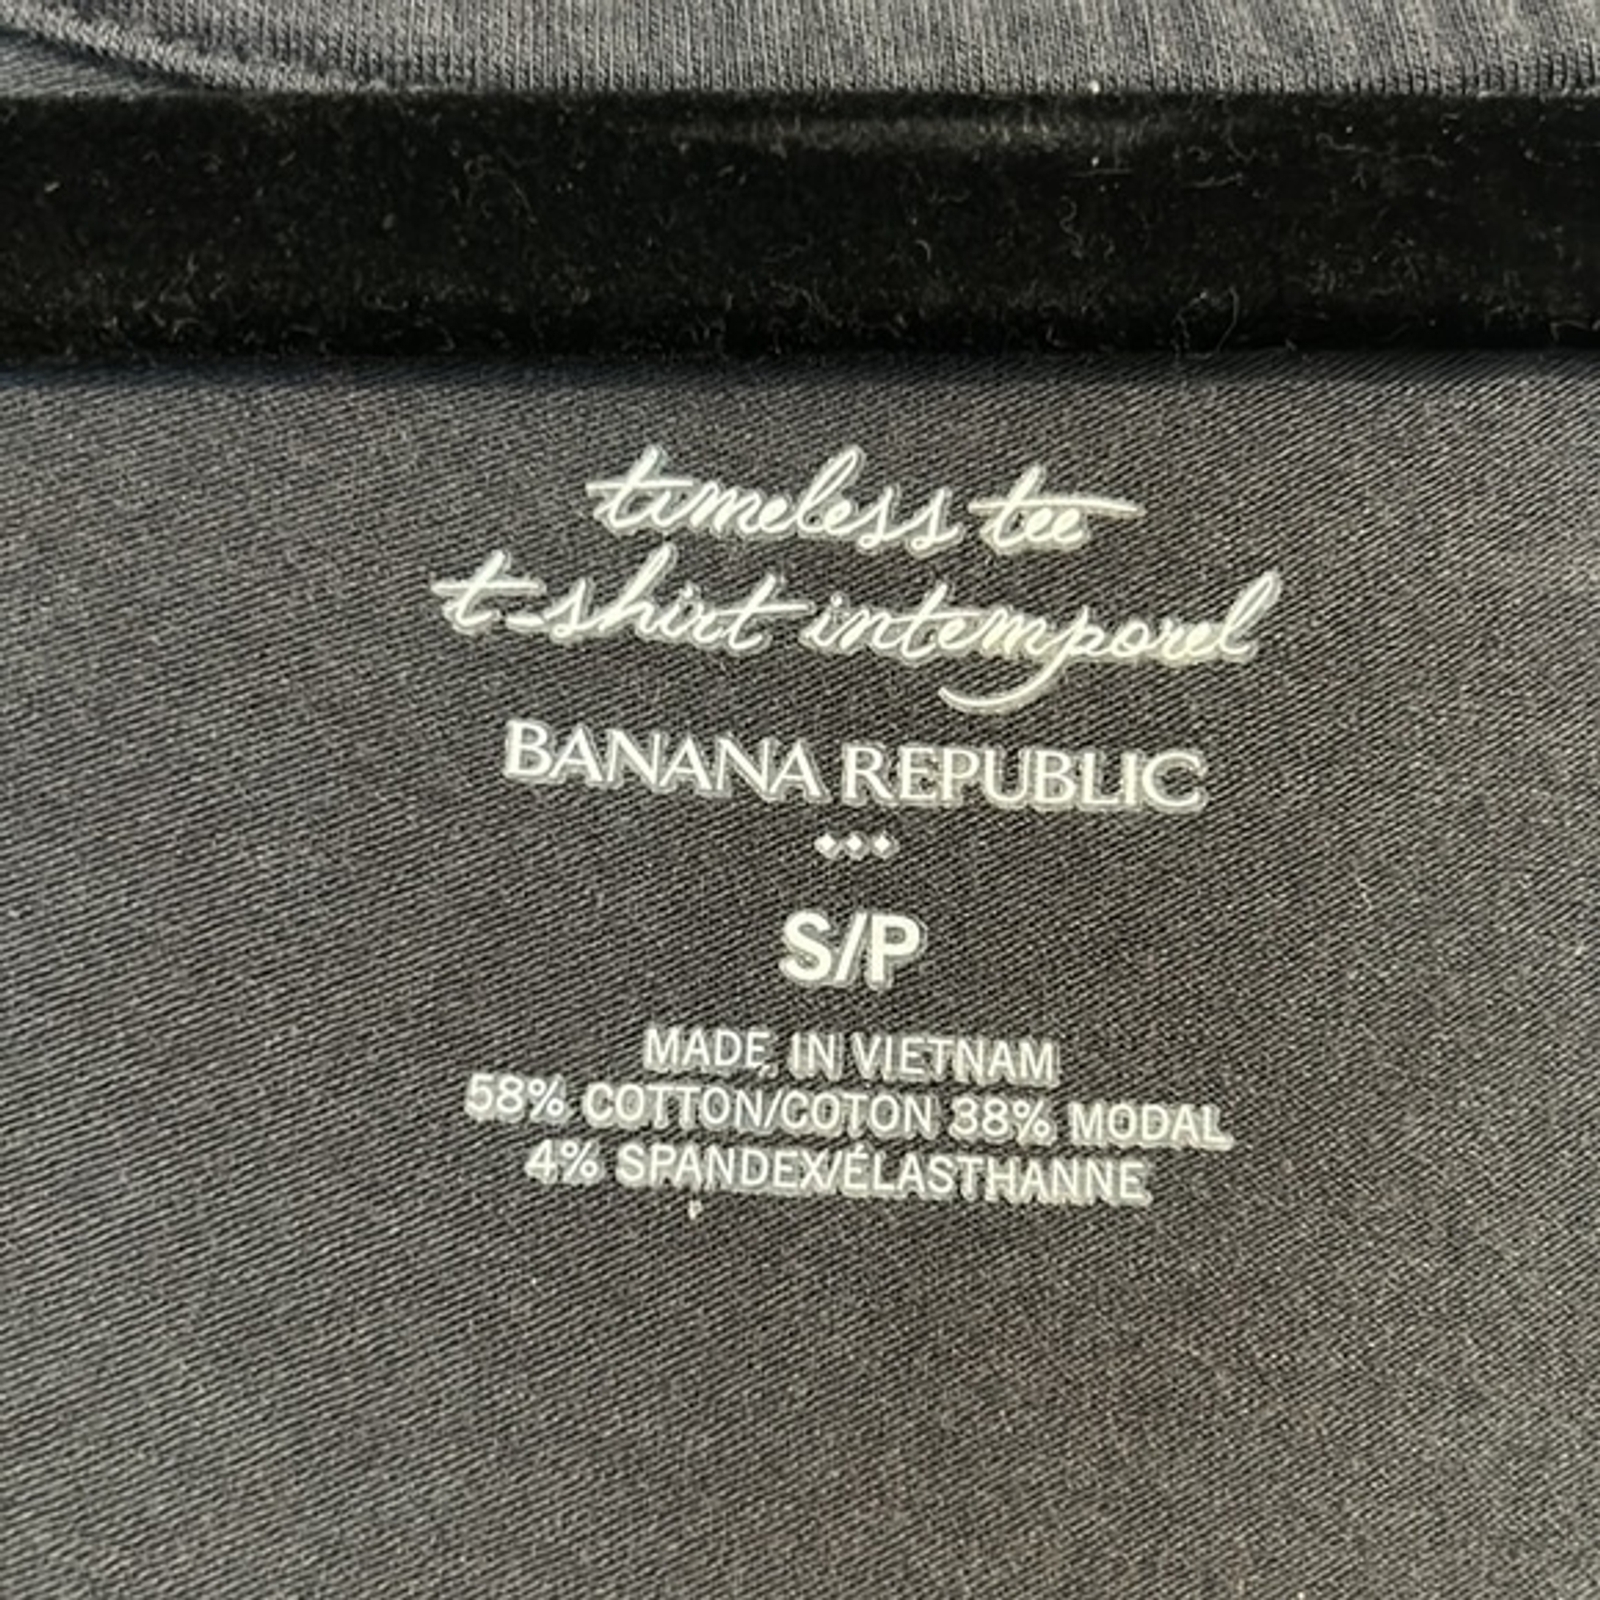 timeless tee
t-shirt intemporel
BANANA REPUBLIC
S/P
MADE IN VIETNAM
58% COTTON/COTON 38% MODAL
4% SPANDEX/ÉLASTHANNE